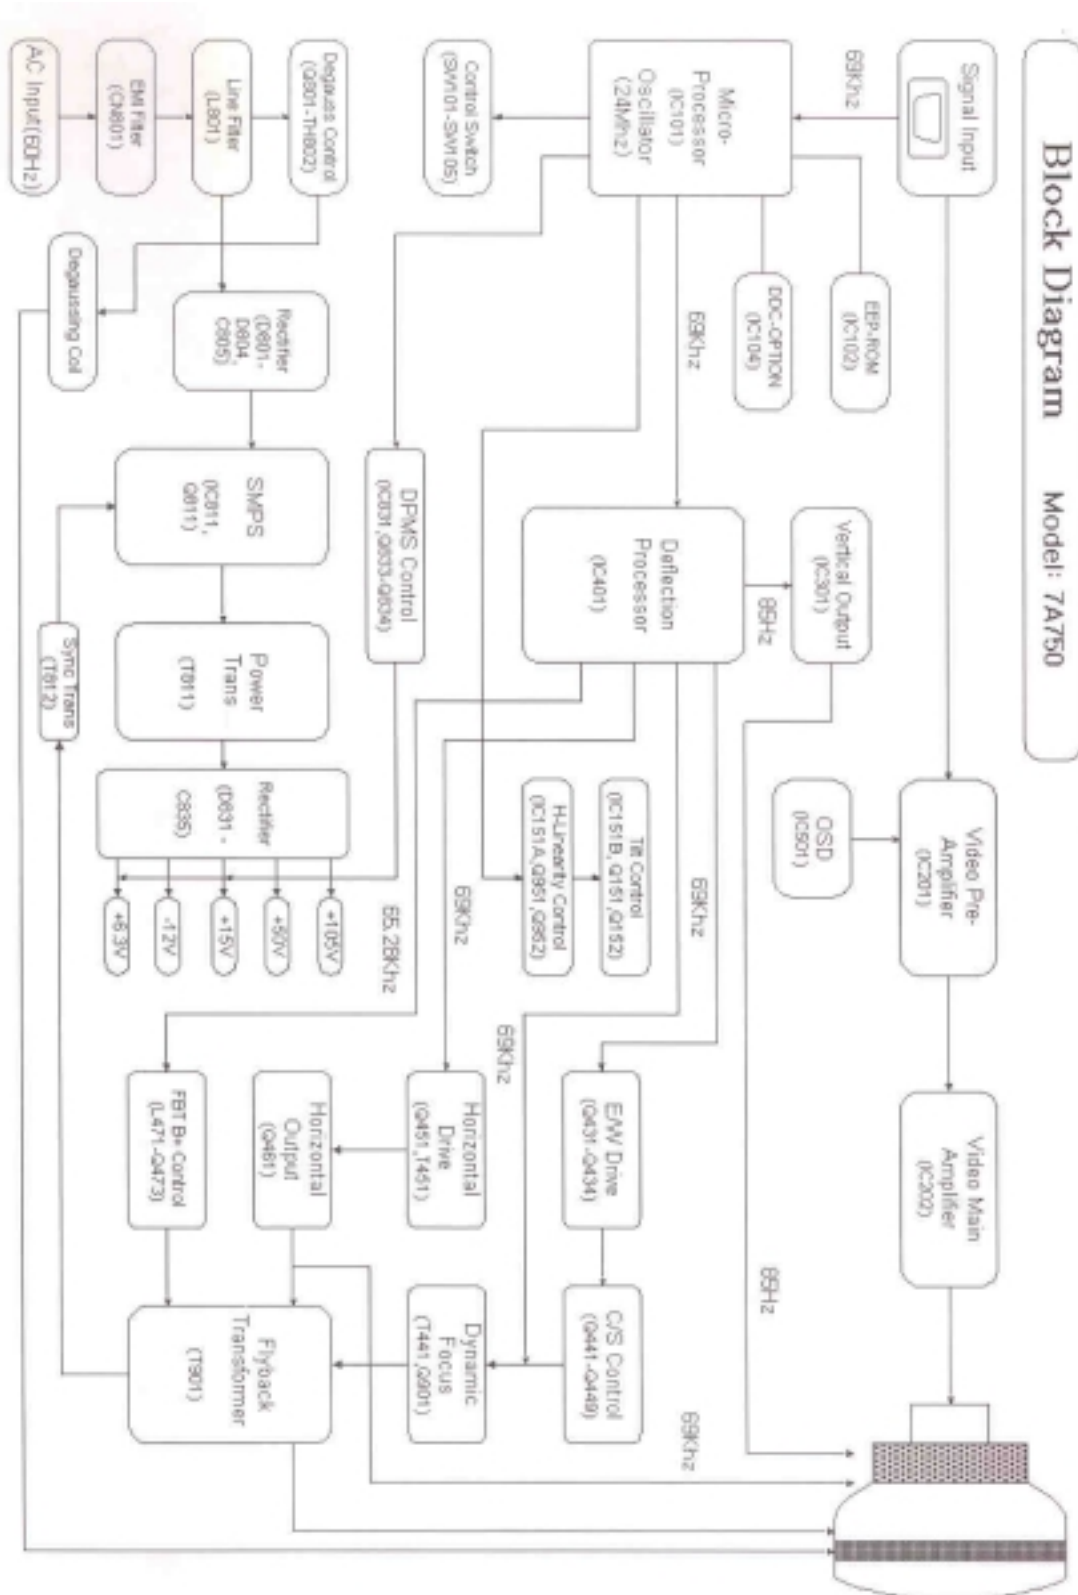 Block Diagram Model: 7A750
Signal Input
69Khz
Micro-
Processor
(IC101)
Oscillator
(24Mhz)
Control Switch
(SW101-SW105)
Degauss Control
(Q801-TH802)
Line Filter
(L801)
EMI Filter
(CN801)
AC Input(60Hz)
EEP-ROM
(IC102)
DDC-OPTION
(IC104)
69Khz
Rectifier
(D801-
D804,
C805)
Degaussing Coil
Vertical Output
(IC301)
85Hz
Deflection
Processor
(IC401)
DPMS Control
(IC831,Q833-Q834)
SMPS
(IC811,
Q811)
Power
Trans
(T811)
Sync Trans
(T812)
Video Pre-
Amplifier
(IC201)
OSD
(IC501)
Tilt Control
(IC151B, Q151,Q152)
H-Linearity Control
(IC151A,Q951,Q952)
69Khz
69Khz
65.28Khz
Rectifier
(D831 -
C835)
+105V
+50V
+15V
-12V
+6.3V
69Khz
Video Main
Amplifier
(IC202)
E/W Drive
(Q431-Q434)
Horizontal
Drive
(Q451,T451)
Horizontal
Output
(Q461)
FBT B+ Control
(L471-Q473)
85Hz
C/S Control
(Q441-Q449)
Dynamic
Focus
(T441,Q901)
Flyback
Transformer
(T901)
69Khz